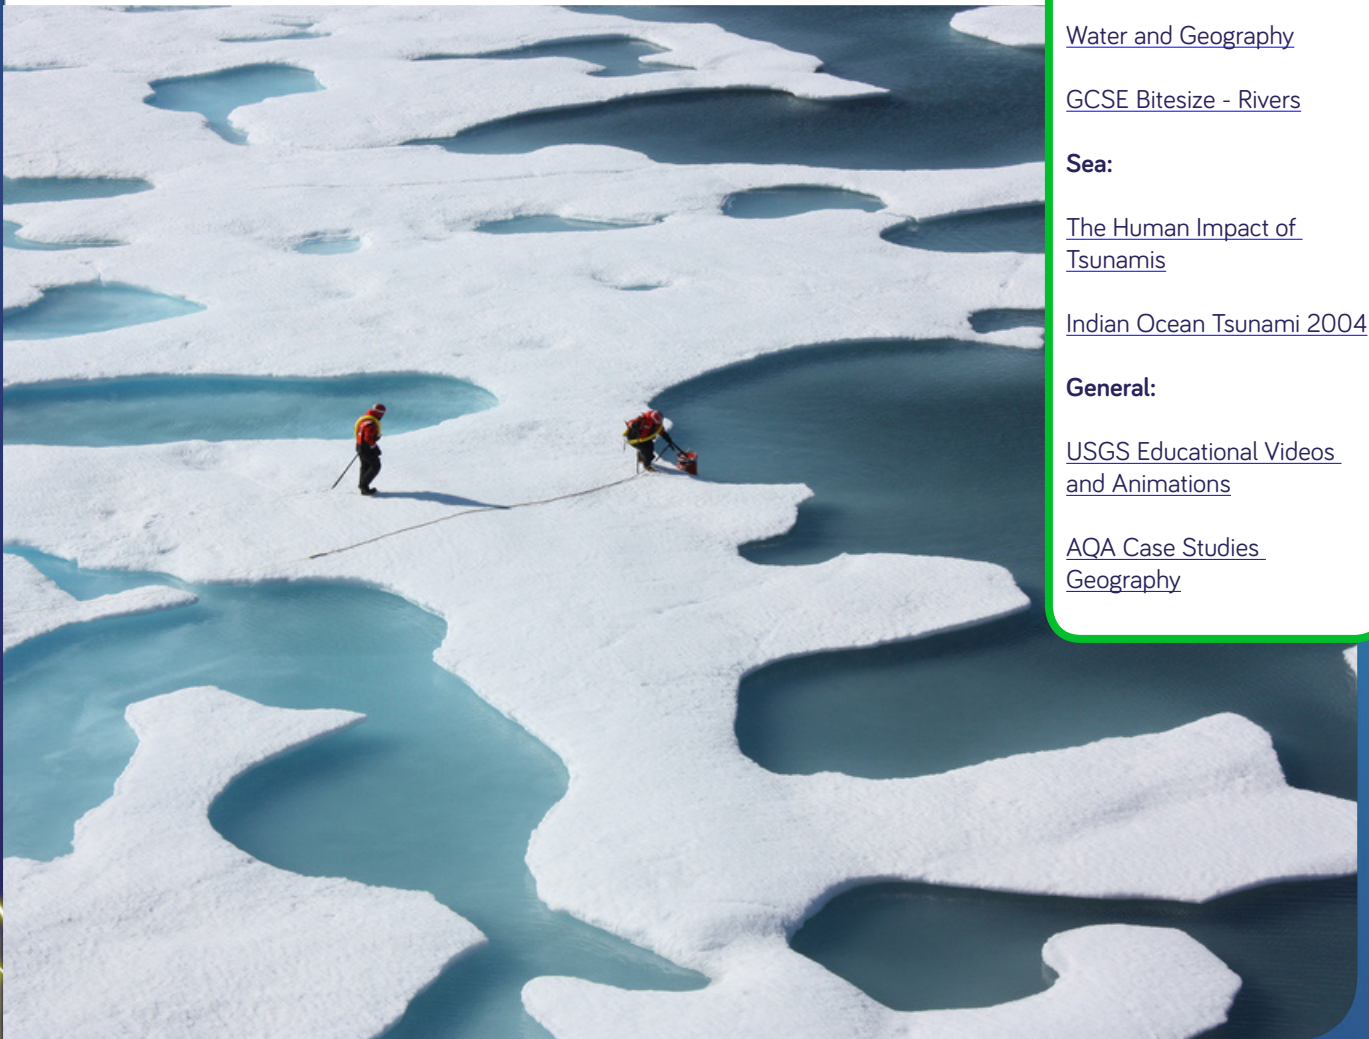 Water and Geography
GCSE Bitesize - Rivers
Sea:
The Human Impact of
Tsunamis
Indian Ocean Tsunami 2004
General:
USGS Educational Videos
and Animations
AQA Case Studies
Geography